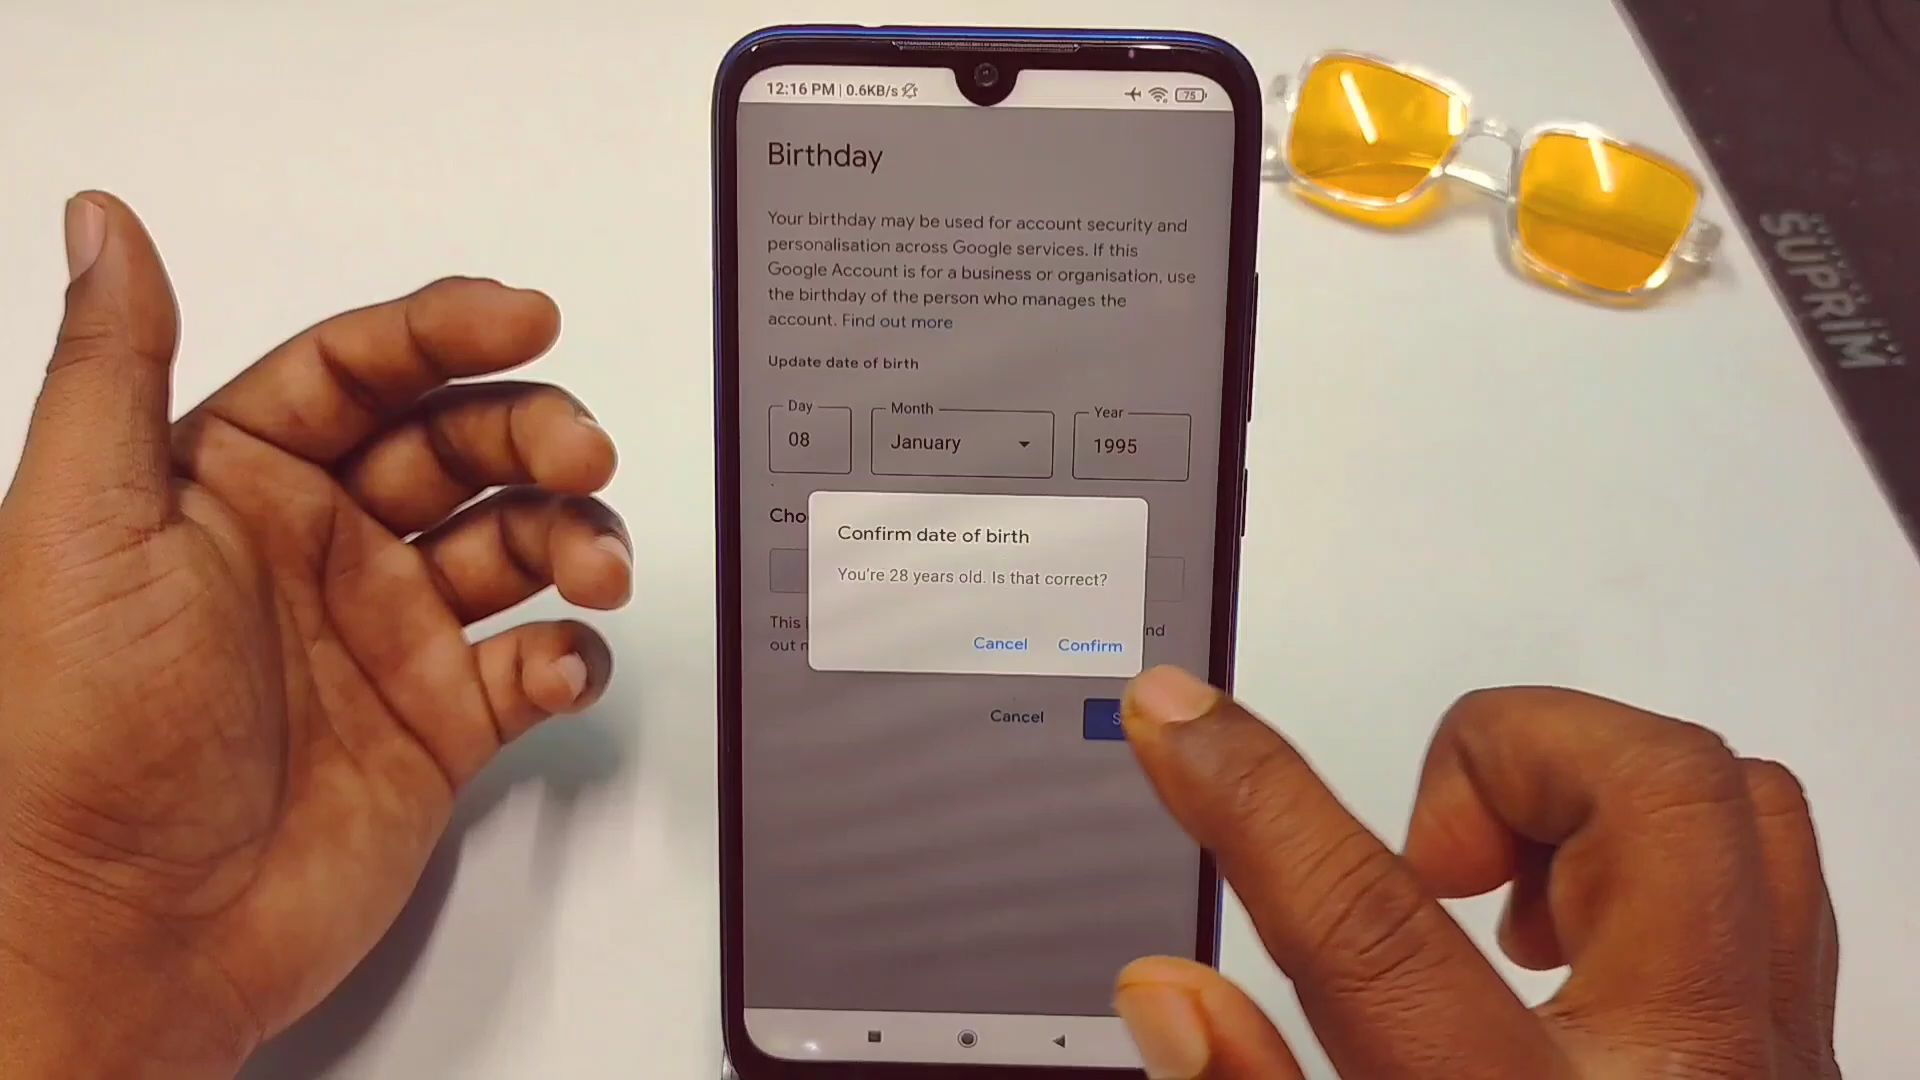 12:16 PM | 0.6KB/s
75
Birthday
Your birthday may be used for account security and
personalisation across Google services. If this
Google Account is for a business or organisation, use
the birthday of the person who manages the
account. Find out more
Update date of birth
Day
Month
Year
08
January
1995
Cho
Confirm date of birth
You're 28 years old. Is that correct?
Cancel
Confirm
This
nd
out
Cancel
S
SUPRIM